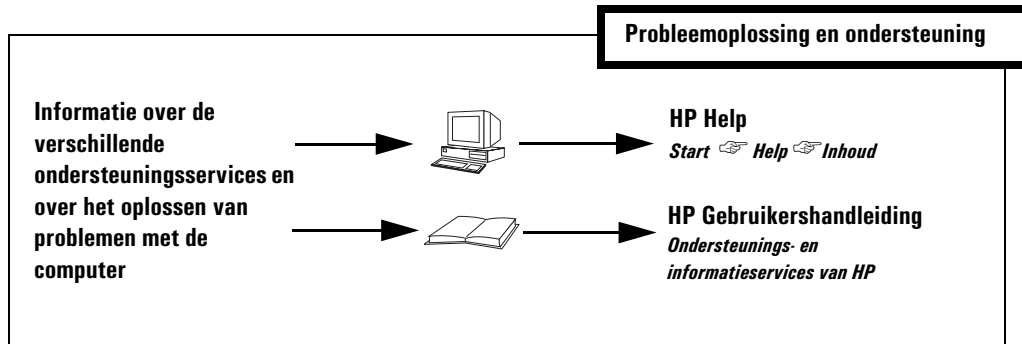 Probleemoplossing en ondersteuning
Informatie over de
verschillende
ondersteuningsservices en
over het oplossen van
problemen met de
computer
HP Help
Start ☞ Help ☞ Inhoud
HP Gebruikershandleiding
Ondersteunings- en
informatieservices van HP